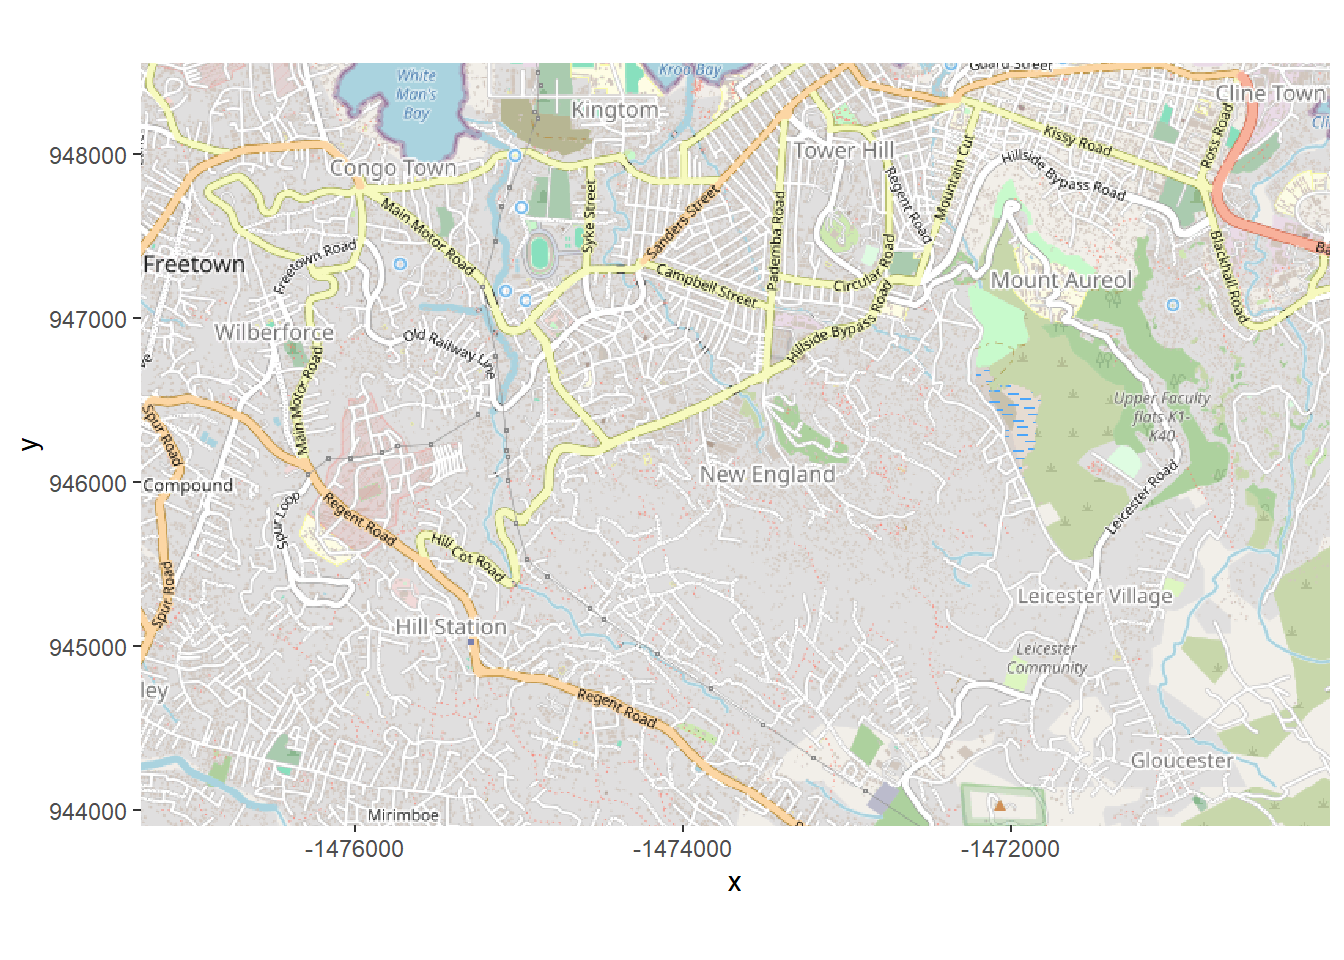 White
Man's
Bay
Kroo Bay
Guard Street
Kingtom
Cline Town
Kissy Road
Ross Road
948000
Congo Town
Tower Hill
Mountain Cut
Hillside Bypass Road
Regent Road
Main Motor Road
Syke Street
Sanders Street
Pademba Road
Freetown
Freetown Road
Campbell Street
Circular Road
Mount Aureol
Blackhall Road
Ba
947000
Wilberforce
Old Railway Line
Hillside Bypass Road
Main Motor Road
Upper Faculty
flats K1-
K40
Spur Road
y
946000
Compound
New England
Spur Loop
Regent Road
Leicester Road
Hill Cot Road
Spur Road
Leicester Village
945000
Hill Station
Leicester
Community
ley
Regent Road
Gloucester
944000
Mirimboe
-1476000
-1474000
-1472000
x